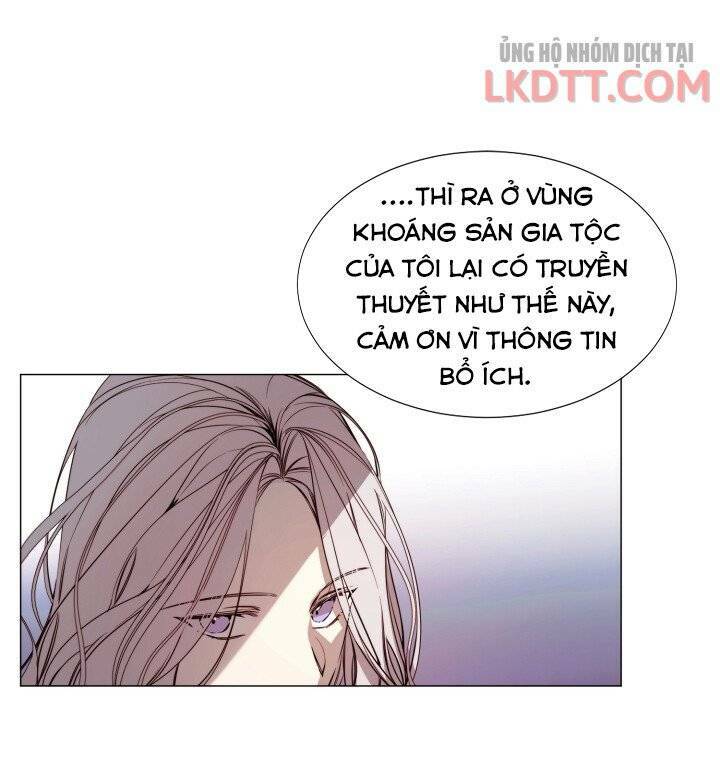 ỦNG HỘ NHÓM DỊCH TẠI
LKDTT.COM
....THÌ RA Ở VÙNG
KHOÁNG SẢN GIA TỘC
CỦA TÔI LẠI CÓ TRUYỀN
THUYẾT NHƯ THẾ NÀY,
CẢM ƠN VÌ THÔNG TIN
BỔ ÍCH.